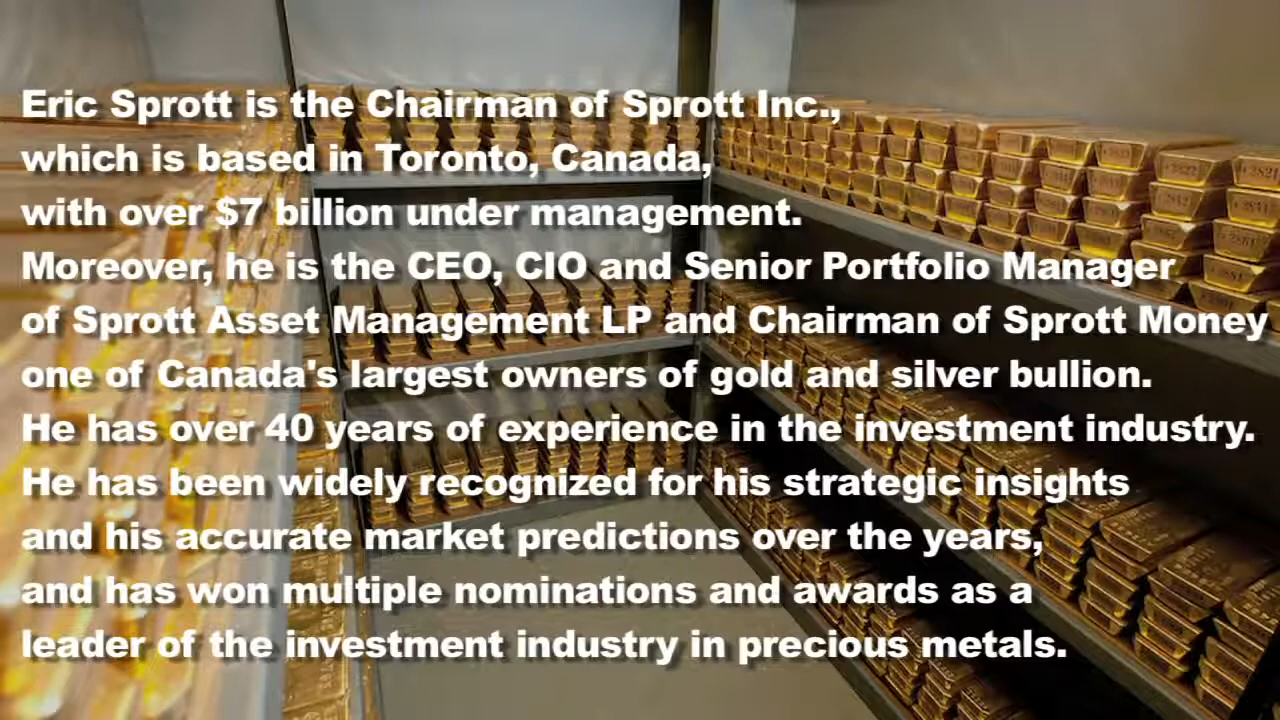 Eric Sprott is the Chairman of Sprott Inc.,
which is based in Toronto, Canada,
with over $7 billion under management.
Moreover, he is the CEO, CIO and Senior Portfolio Manager
of Sprott Asset Management LP and Chairman of Sprott Money
one of Canada's largest owners of gold and silver bullion.
He has over 40 years of experience in the investment industry.
He has been widely recognized for his strategic insights
and his accurate market predictions over the years,
and has won multiple nominations and awards as a
leader of the investment industry in precious metals.